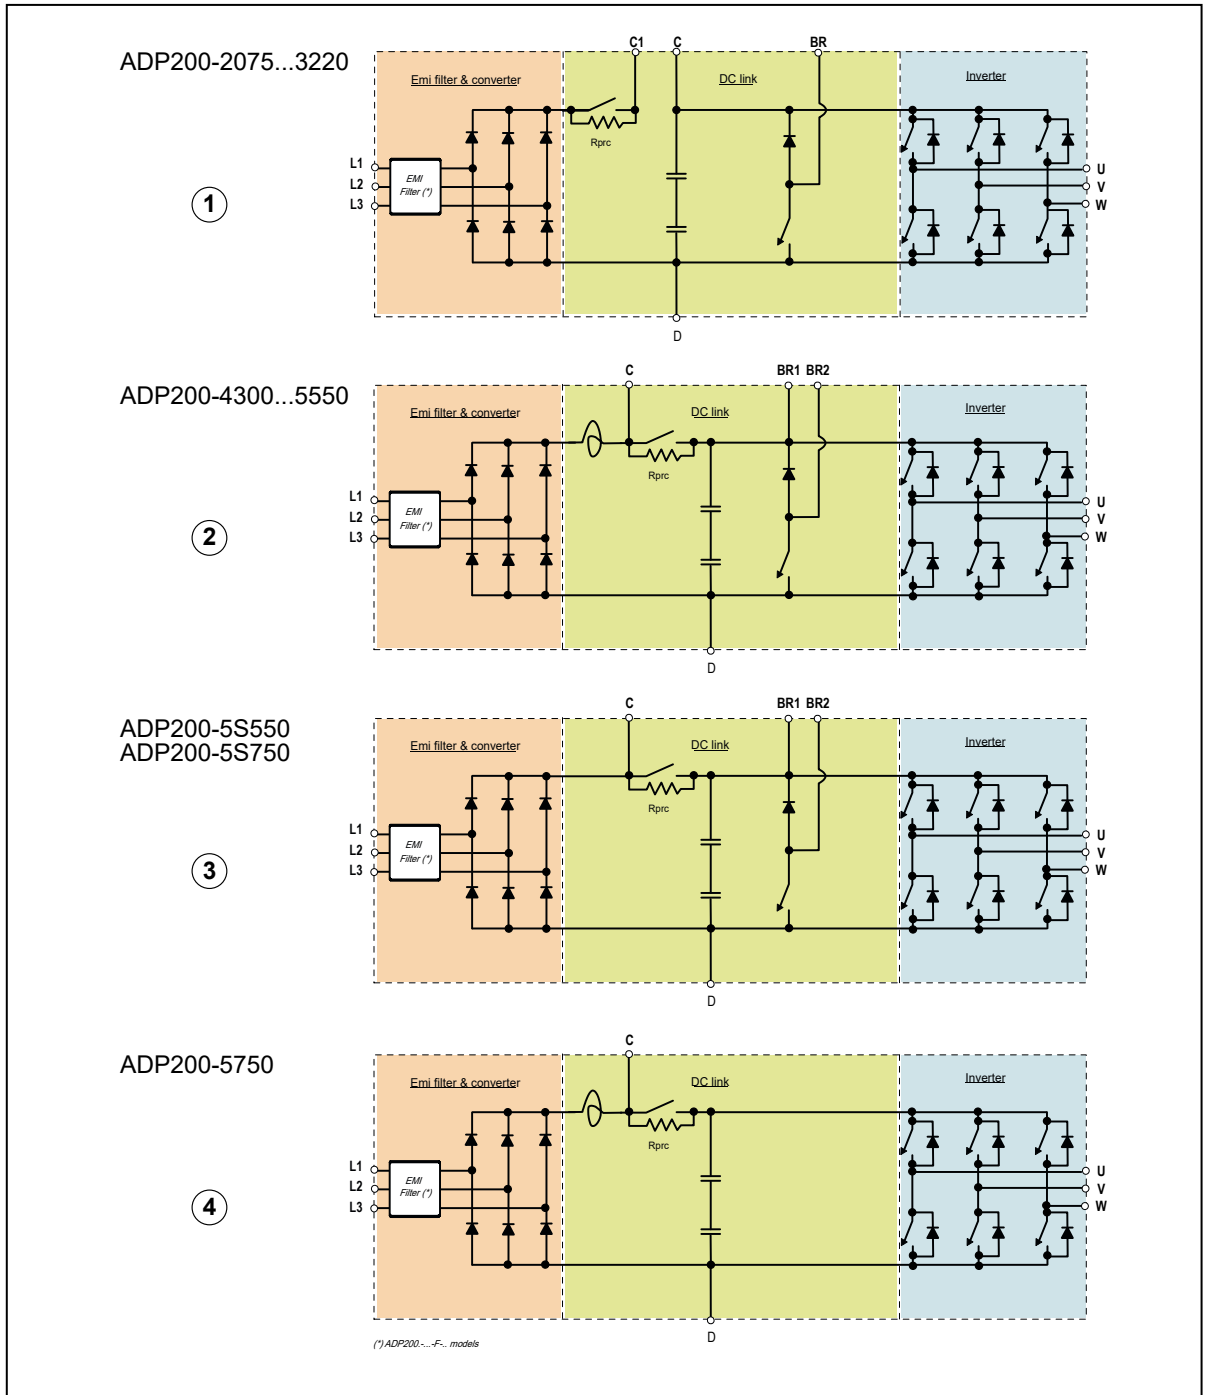 C1 C BR
ADP200-2075...3220
Emi filter & converter DC link Inverter
Rprc
L1
L2
L3
EMI
Filter (*)
U
V
W
1
D
C BR1 BR2
ADP200-4300...5550
Emi filter & converter DC link Inverter
Rprc
L1
L2
L3
EMI
Filter (*)
U
V
W
2
D
C BR1 BR2
ADP200-5S550
ADP200-5S750
Emi filter & converter DC link Inverter
Rprc
L1
L2
L3
EMI
Filter (*)
U
V
W
3
D
C
ADP200-5750
Emi filter & converter DC link Inverter
Rprc
L1
L2
L3
EMI
Filter (*)
U
V
W
4
D
(*) ADP200.-...-F-.. models